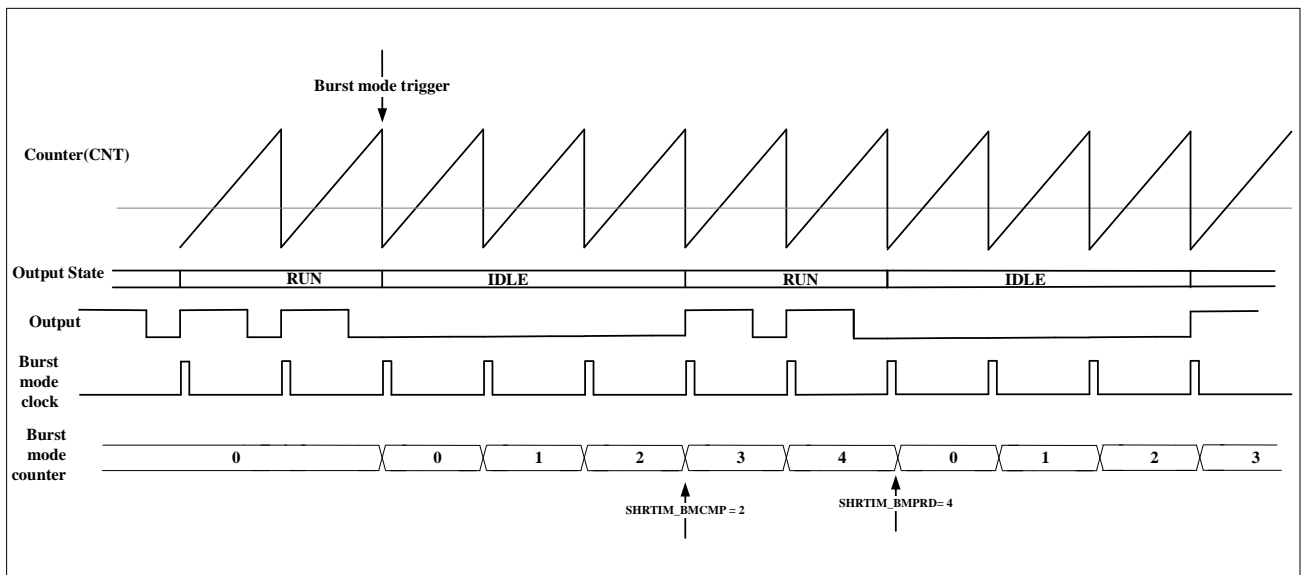 Burst mode trigger
Counter(CNT)
Output State
RUN
IDLE
RUN
IDLE
Output
Burst
mode
clock
Burst
mode
counter
0
0
1
2
3
4
0
1
2
3
SHRTIM_BMCMP = 2
SHRTIM_BMPRD= 4